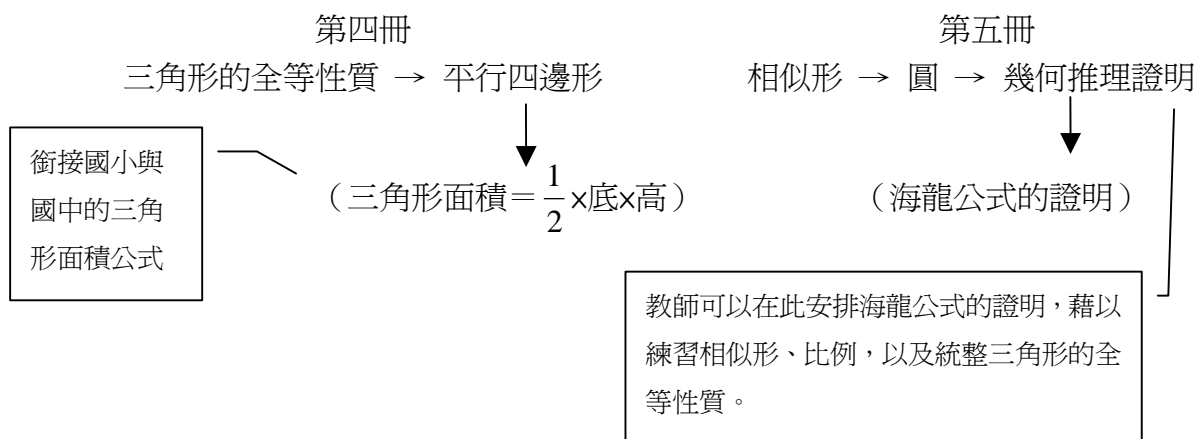 第四冊
第五冊
三角形的全等性質 → 平行四邊形
相似形 → 圓 → 幾何推理證明
銜接國小與
國中的三角
形面積公式
（三角形面積＝1/2×底×高）
（海龍公式的證明）
教師可以在此安排海龍公式的證明，藉以
練習相似形、比例，以及統整三角形的全
等性質。